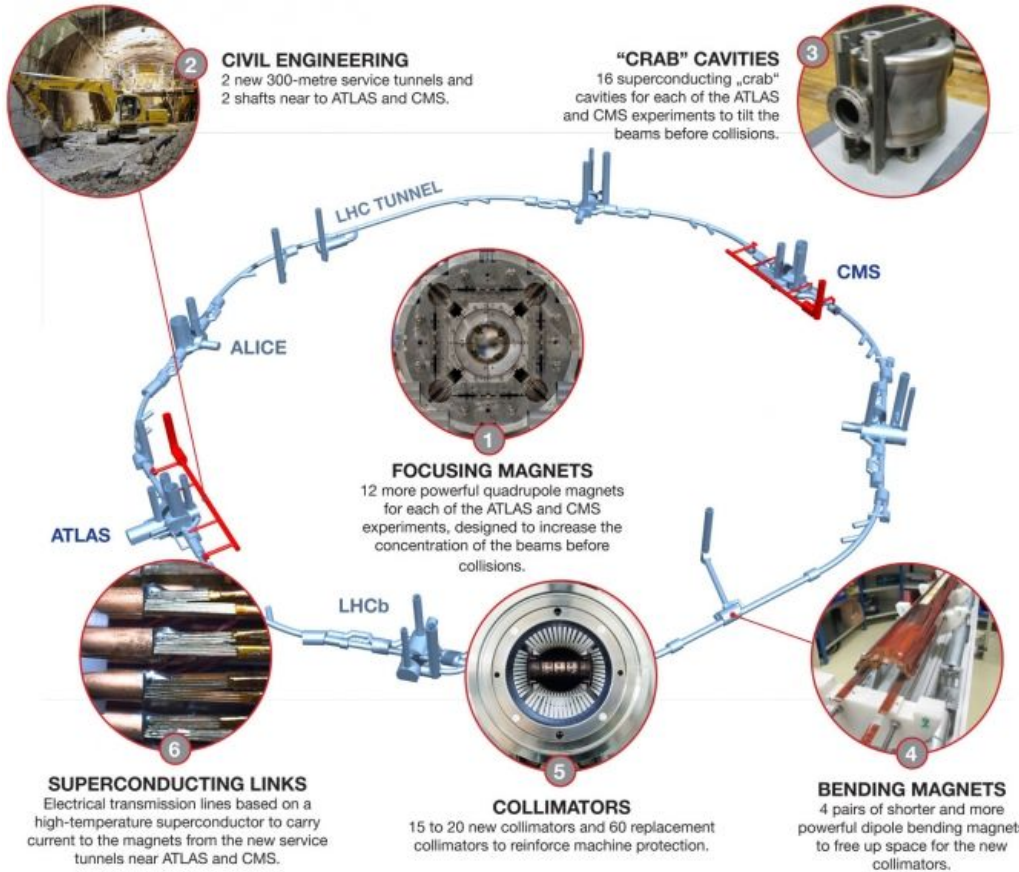 2
CIVIL ENGINEERING
2 new 300-metre service tunnels and
2 shafts near to ATLAS and CMS.
3
“CRAB” CAVITIES
16 superconducting „crab“
cavities for each of the ATLAS
and CMS experiments to tilt the
beams before collisions.
LHC TUNNEL
CMS
ALICE
1
FOCUSING MAGNETS
12 more powerful quadrupole magnets
for each of the ATLAS and CMS
experiments, designed to increase the
concentration of the beams before
collisions.
ATLAS
LHCb
6
SUPERCONDUCTING LINKS
Electrical transmission lines based on a
high-temperature superconductor to carry
current to the magnets from the new service
tunnels near ATLAS and CMS.
5
COLLIMATORS
15 to 20 new collimators and 60 replacement
collimators to reinforce machine protection.
4
BENDING MAGNETS
4 pairs of shorter and more
powerful dipole bending magnets
to free up space for the new
collimators.